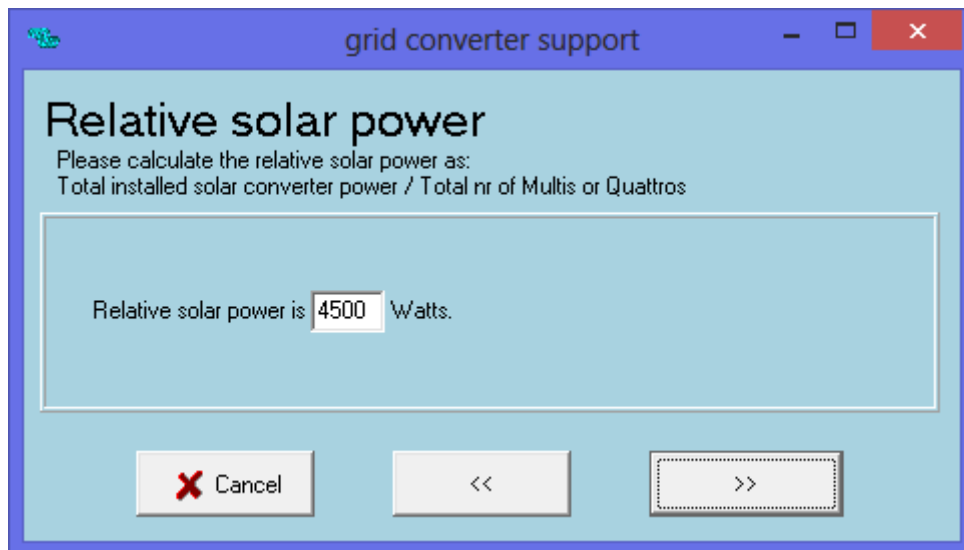 grid converter support
Relative solar power
Please calculate the relative solar power as:
Total installed solar converter power / Total nr of Multis or Quattros
Relative solar power is 4500 Watts.
Cancel
<<
>>